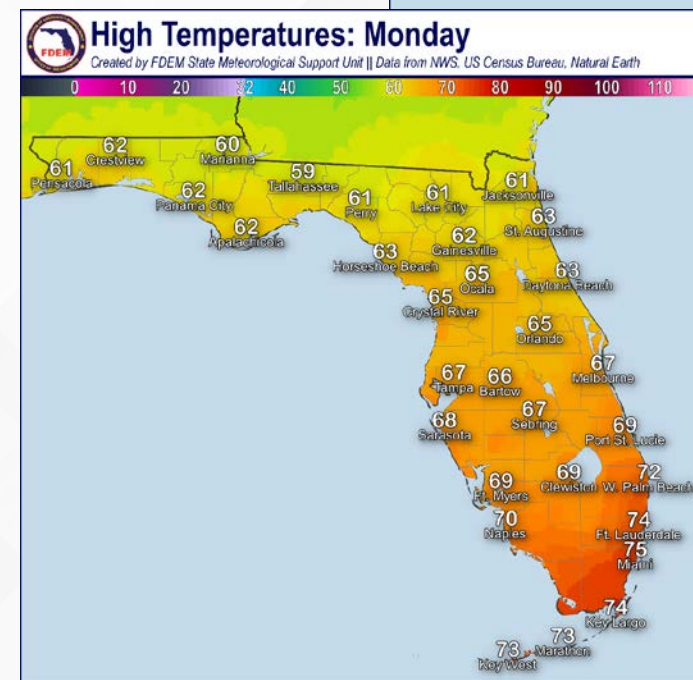 FDEM
High Temperatures: Monday
Created by FDEM State Meteorological Support Unit || Data from NWS. US Census Bureau, Natural Earth
0 10 20 32 40 50 60 70 80 90 100 110
62
Crestview
60
Marianna
61
Pensacola
59
Tallahassee
62
Panama City
61
Perry
61
Lake City
61
Jacksonville
62
Apalachicola
63
St. Augustine
62
Gainesville
63
Horseshoe Beach
65
Ocala
63
Daytona Beach
65
Crystal River
65
Orlando
67
Tampa
66
Bartow
67
Melbourne
68
Sarasota
67
Sebring
69
Port St. Lucie
69
Ft. Myers
69
Clewiston
72
W. Palm Beach
70
Naples
74
Ft. Lauderdale
75
Miami
74
Key Largo
73
Marathon
73
Key West